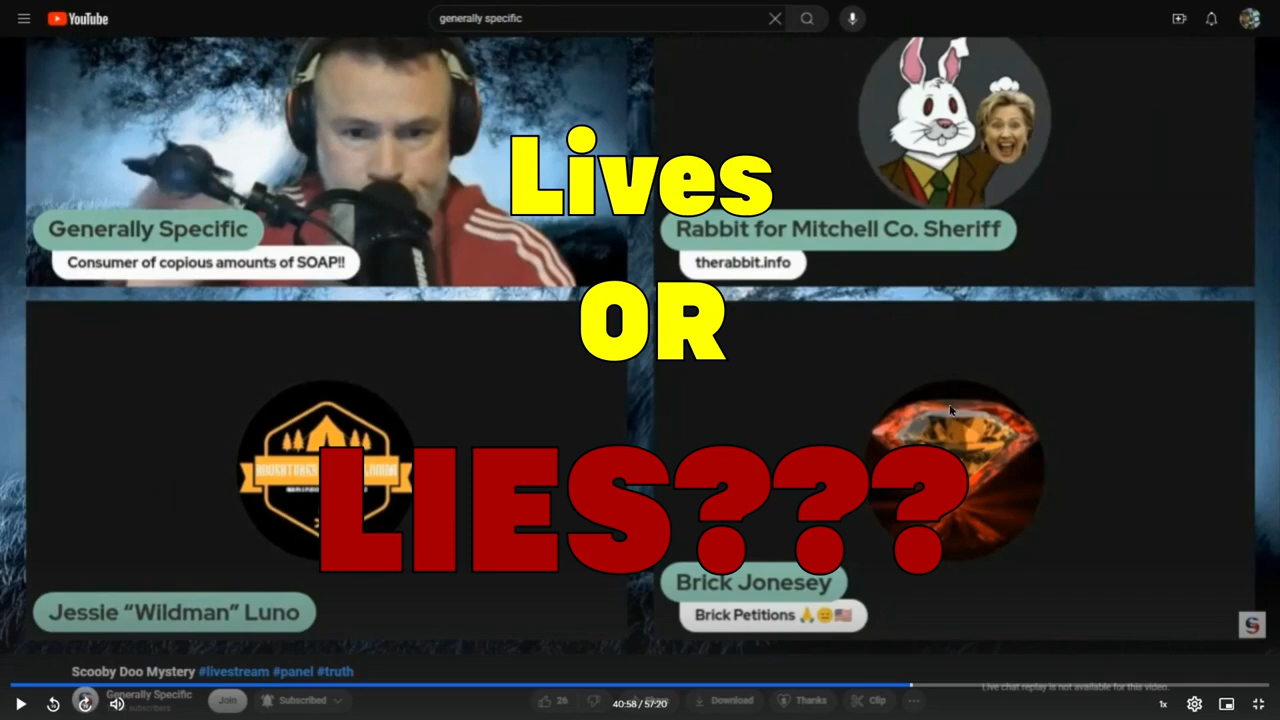 YouTube
generally specific
Generally Specific
Consumer of copious amounts of SOAP!!
Rabbit for Mitchell Co. Sheriff
therabbit.info
Lives
OR
LIES???
Jessie “Wildman” Luno
Brick Jonesey
Brick Petitions 🙏😑🇺🇸
Scooby Doo Mystery #livestream #panel #truth
Live chat replay is not available for this video.
Generally Specific
subscribers
Join
Subscribed
26
Share
Download
Thanks
Clip
40:58 / 57:20
1x